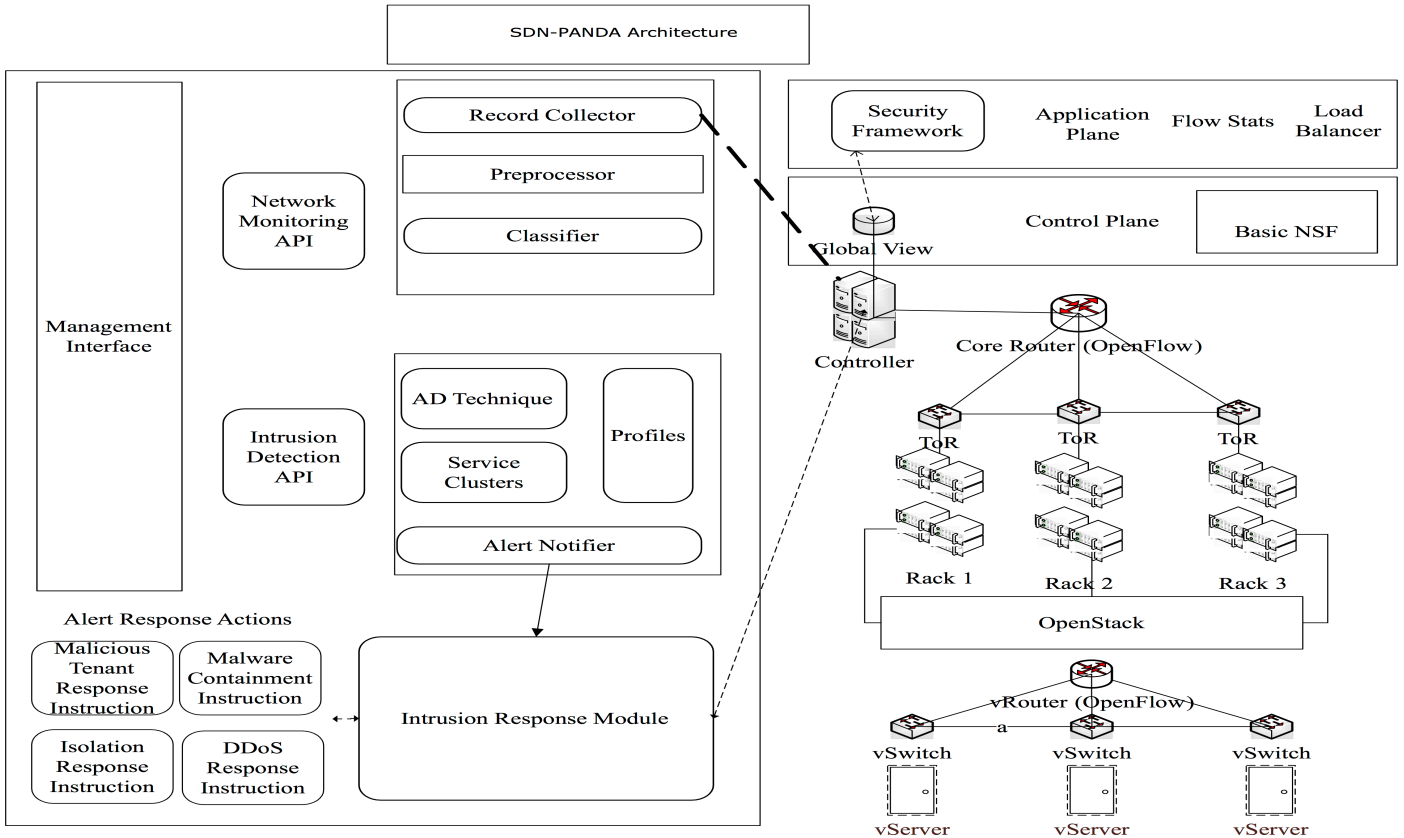 SDN-PANDA Architecture
Record Collector
Preprocessor
Classifier
Network
Monitoring
API
Management
Interface
AD Technique
Service
Clusters
Profiles
Alert Notifier
Intrusion
Detection
API
Alert Response Actions
Malicious
Tenant
Response
Instruction
Malware
Containment
Instruction
Isolation
Response
Instruction
DDoS
Response
Instruction
Intrusion Response Module
Security
Framework
Application
Plane
Flow Stats
Load
Balancer
Global View
Control Plane
Basic NSF
Controller
Core Router (OpenFlow)
ToR
ToR
ToR
Rack 1
Rack 2
Rack 3
OpenStack
vRouter (OpenFlow)
a
vSwitch
vSwitch
vSwitch
vServer
vServer
vServer